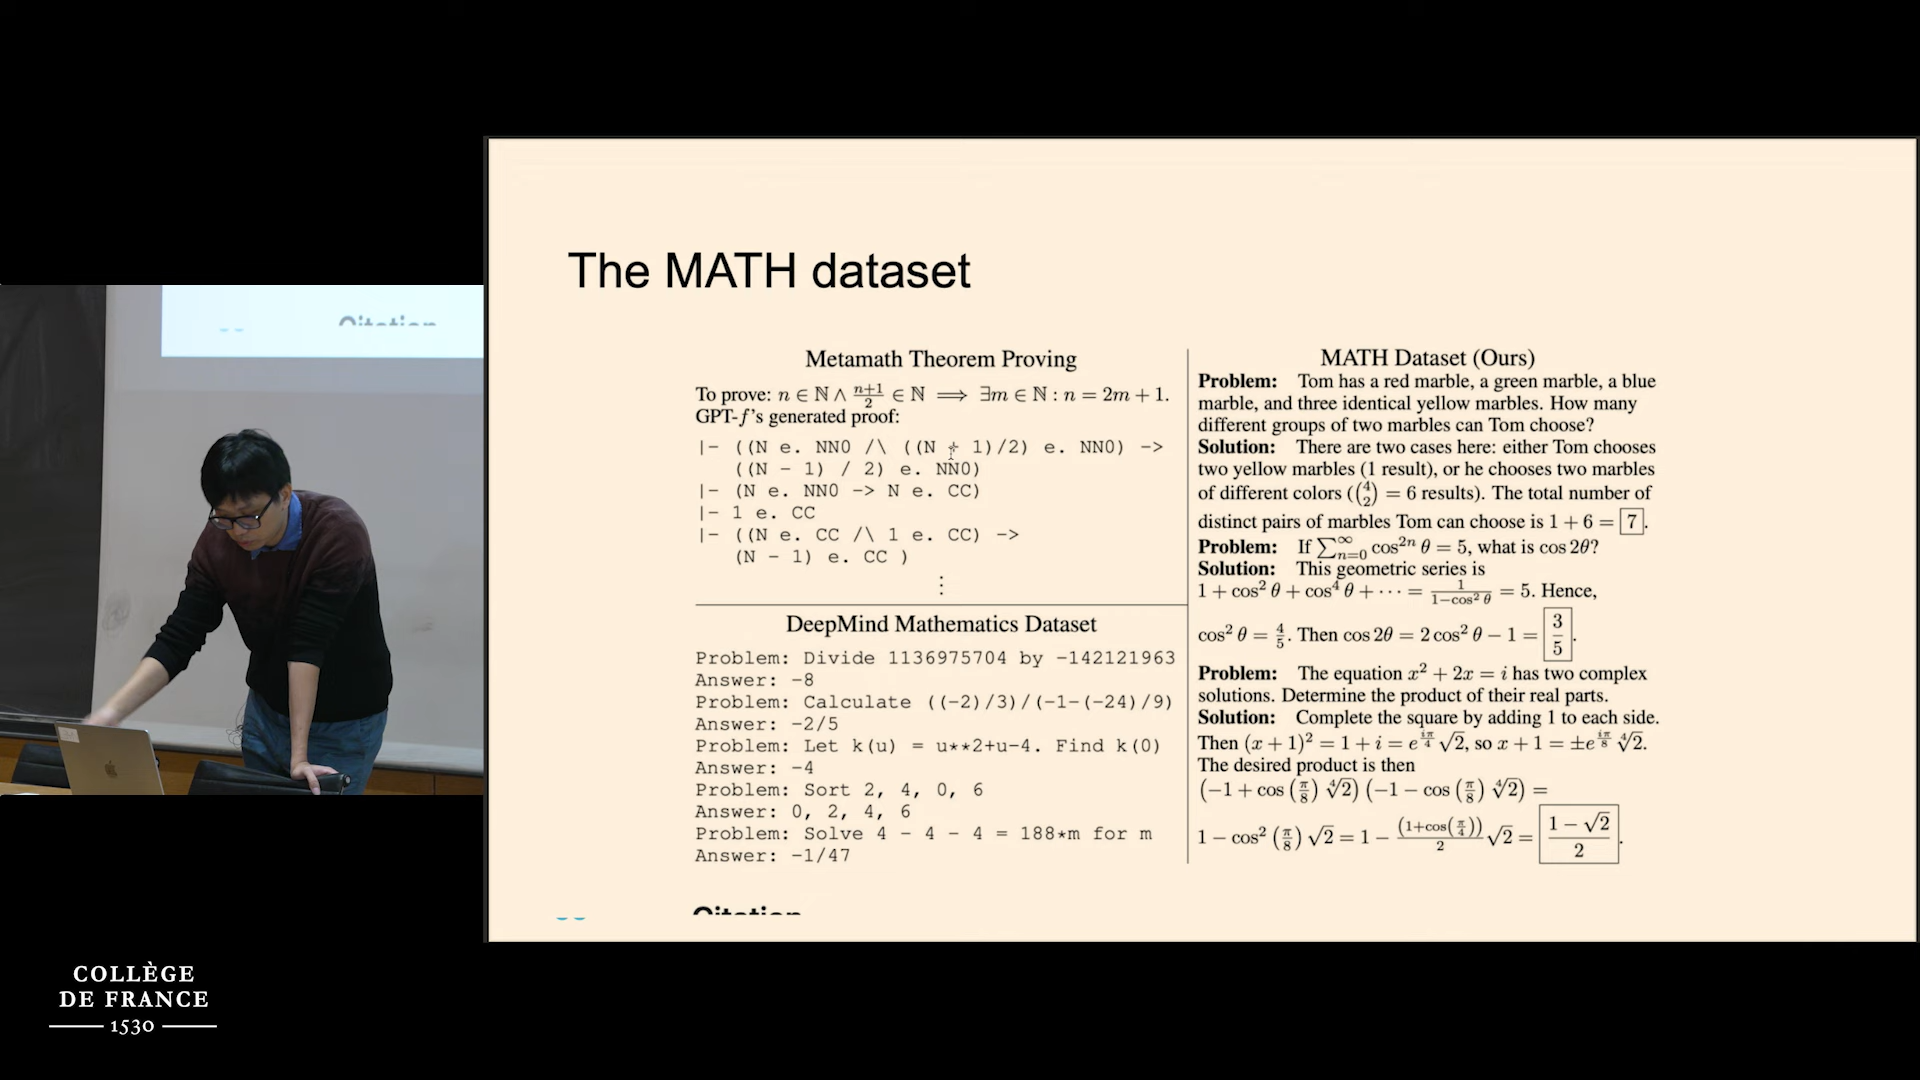 The MATH dataset
Metamath Theorem Proving
To prove: n ∈ ℕ ∧ (n+1)/2 ∈ ℕ ⟹ ∃m ∈ ℕ : n = 2m + 1.
GPT-f's generated proof:
|- ((N e. NN0 /\ ((N + 1)/2) e. NN0) ->
((N - 1) / 2) e. NN0)
|- (N e. NN0 -> N e. CC)
|- 1 e. CC
|- ((N e. CC /\ 1 e. CC) ->
(N - 1) e. CC )
⋮
DeepMind Mathematics Dataset
Problem: Divide 1136975704 by -142121963
Answer: -8
Problem: Calculate ((-2)/3)/(-1-(-24)/9)
Answer: -2/5
Problem: Let k(u) = u**2+u-4. Find k(0)
Answer: -4
Problem: Sort 2, 4, 0, 6
Answer: 0, 2, 4, 6
Problem: Solve 4 - 4 - 4 = 188*m for m
Answer: -1/47
MATH Dataset (Ours)
Problem: Tom has a red marble, a green marble, a blue
marble, and three identical yellow marbles. How many
different groups of two marbles can Tom choose?
Solution: There are two cases here: either Tom chooses
two yellow marbles (1 result), or he chooses two marbles
of different colors ((4 2) = 6 results). The total number of
distinct pairs of marbles Tom can choose is 1 + 6 = 7.
Problem: If ∑_{n=0}^{∞} cos^{2n} θ = 5, what is cos 2θ?
Solution: This geometric series is
1 + cos² θ + cos⁴ θ + ··· = 1/(1−cos² θ) = 5. Hence,
cos² θ = 4/5. Then cos 2θ = 2 cos² θ − 1 = 3/5.
Problem: The equation x² + 2x = i has two complex
solutions. Determine the product of their real parts.
Solution: Complete the square by adding 1 to each side.
Then (x + 1)² = 1 + i = e^{iπ/4} √2, so x + 1 = ±e^{iπ/8} ∜2.
The desired product is then
(−1 + cos (π/8) ∜2) (−1 − cos (π/8) ∜2) =
1 − cos² (π/8) √2 = 1 − (1+cos(π/4))/2 √2 = (1 − √2)/2.
Citation
Citation
COLLÈGE
DE FRANCE
1530